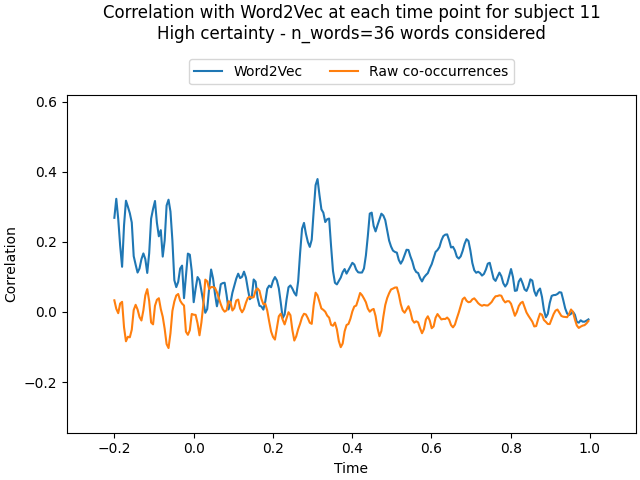 Correlation with Word2Vec at each time point for subject 11
High certainty - n_words=36 words considered
Word2Vec Raw co-occurrences
0.6
0.4
0.2
0.0
−0.2
Correlation
−0.2 0.0 0.2 0.4 0.6 0.8 1.0
Time